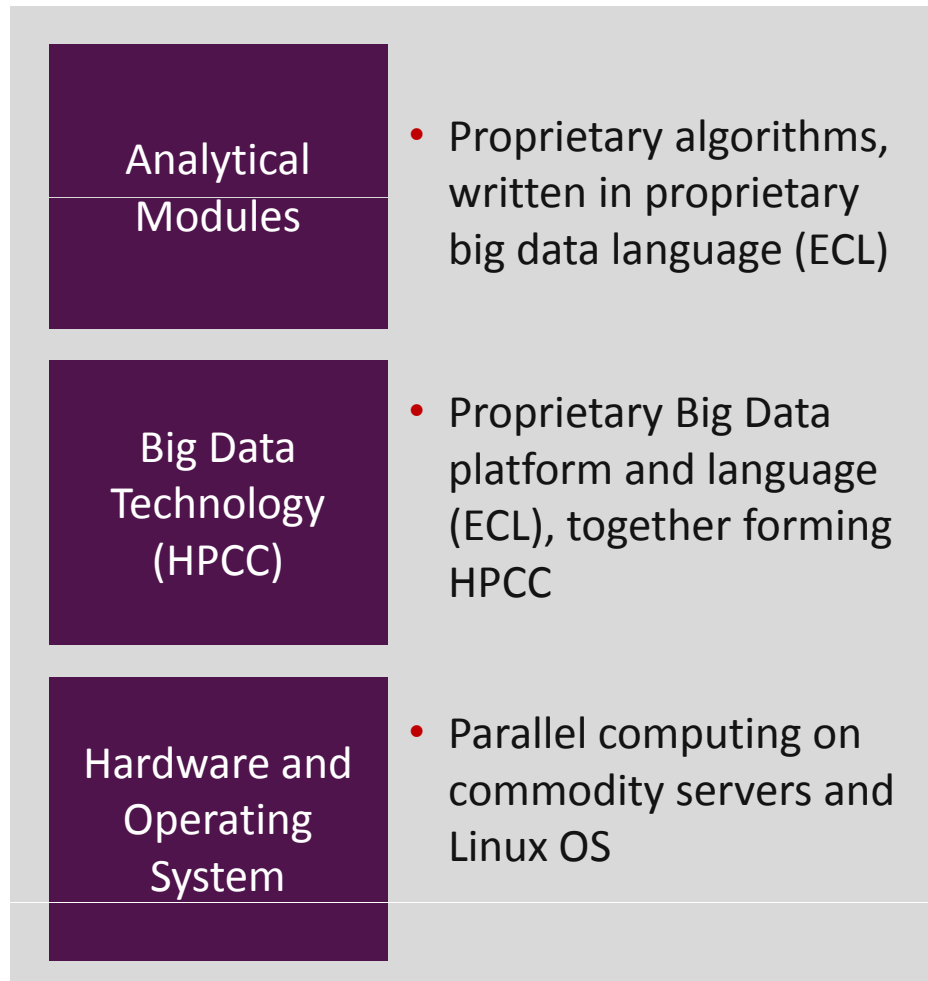 Analytical
Modules
• Proprietary algorithms,
written in proprietary
big data language (ECL)
Big Data
Technology
(HPCC)
• Proprietary Big Data
platform and language
(ECL), together forming
HPCC
Hardware and
Operating
System
• Parallel computing on
commodity servers and
Linux OS